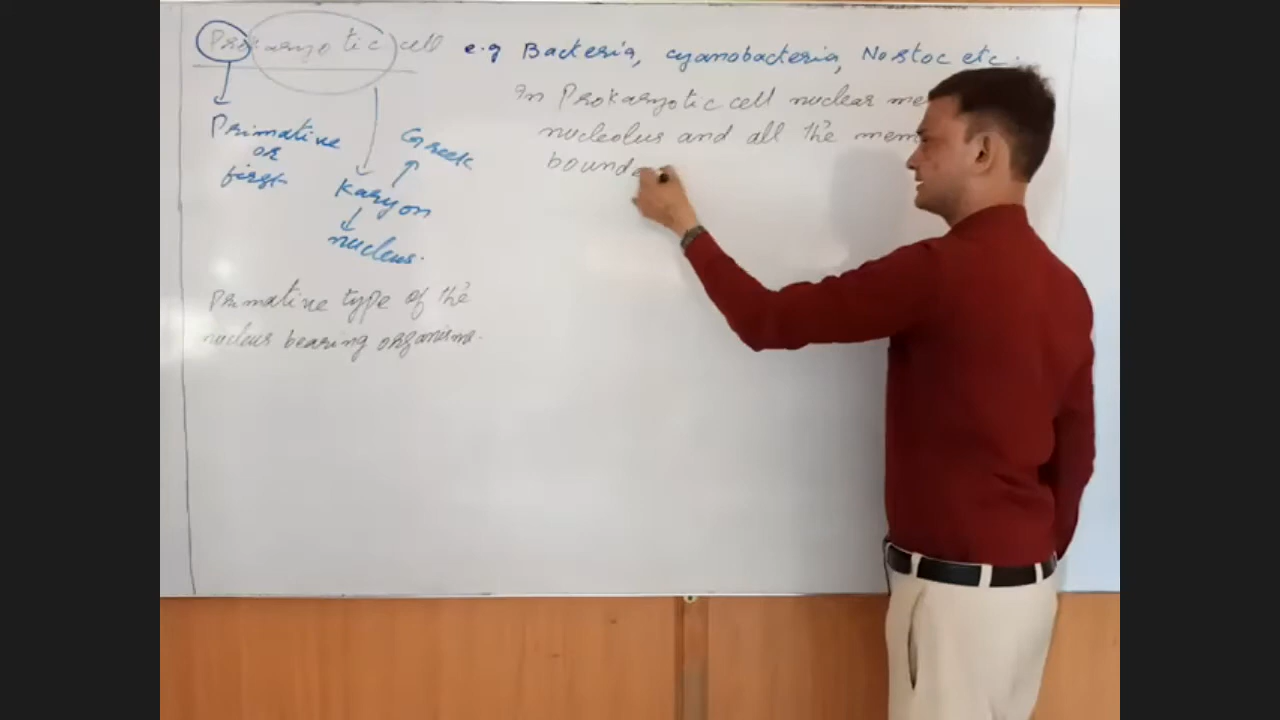 Prokaryotic cell e.g Bacteria, cyanobacteria, Nostoc etc.
Primative
or
first
Greek
Karyon
nucleus.
Primative type of the
nucleus bearing organisms.
In Prokaryotic cell nuclear me
nucleolus and all the mem
bounde